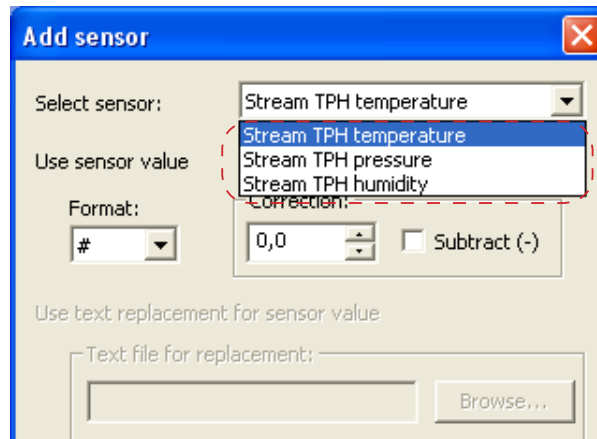 Add sensor
Select sensor: Stream TPH temperature
Stream TPH temperature
Use sensor value Stream TPH pressure
Stream TPH humidity
Format: Correction:
# 0,0 Subtract (-)
Use text replacement for sensor value
Text file for replacement:
Browse...